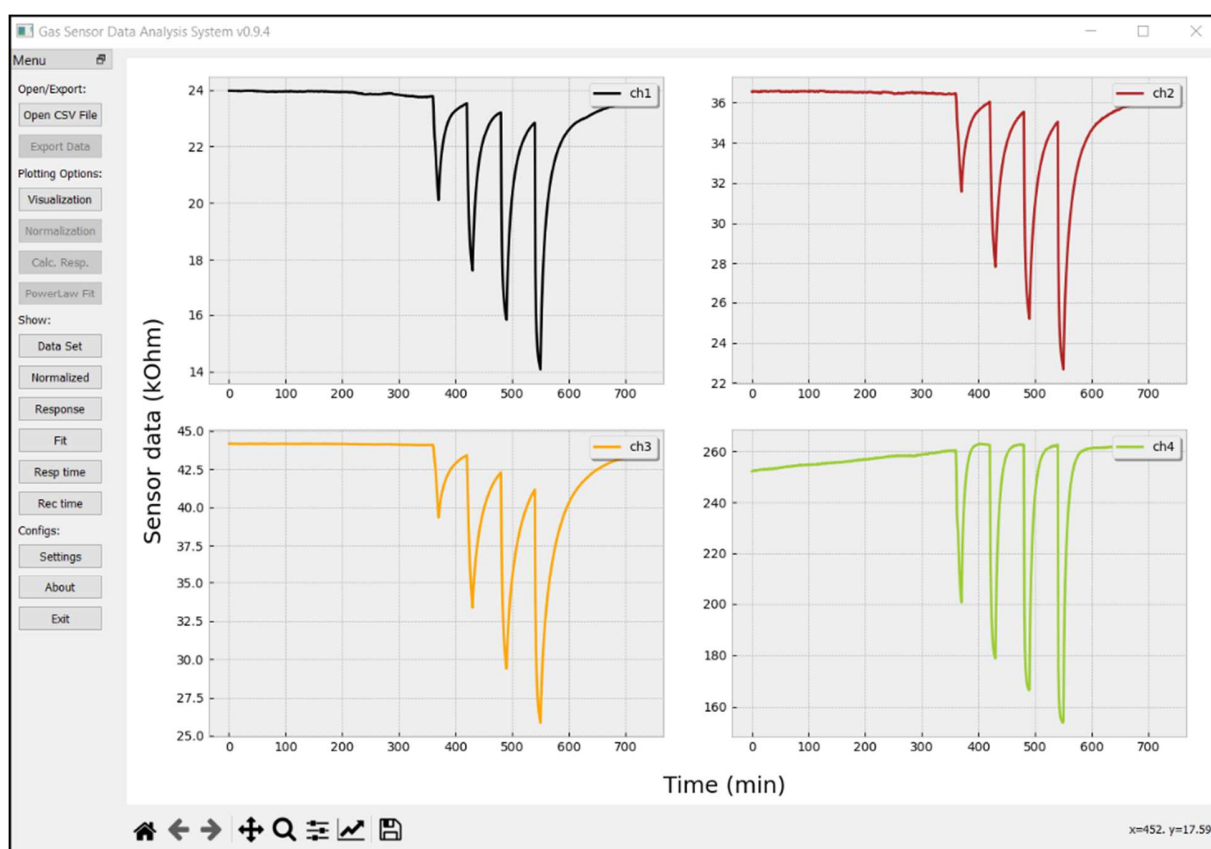 Gas Sensor Data Analysis System v0.9.4
Menu
Open/Export:
Open CSV File
Export Data
Plotting Options:
Visualization
Normalization
Calc. Resp.
PowerLaw Fit
Show:
Data Set
Normalized
Response
Fit
Resp time
Rec time
Configs:
Settings
About
Exit
Sensor data (kOhm)
ch1
24
22
20
18
16
14
0 100 200 300 400 500 600 700
ch2
36
34
32
30
28
26
24
22
0 100 200 300 400 500 600 700
ch3
45.0
42.5
40.0
37.5
35.0
32.5
30.0
27.5
25.0
0 100 200 300 400 500 600 700
ch4
260
240
220
200
180
160
0 100 200 300 400 500 600 700
Time (min)
x=452. y=17.59